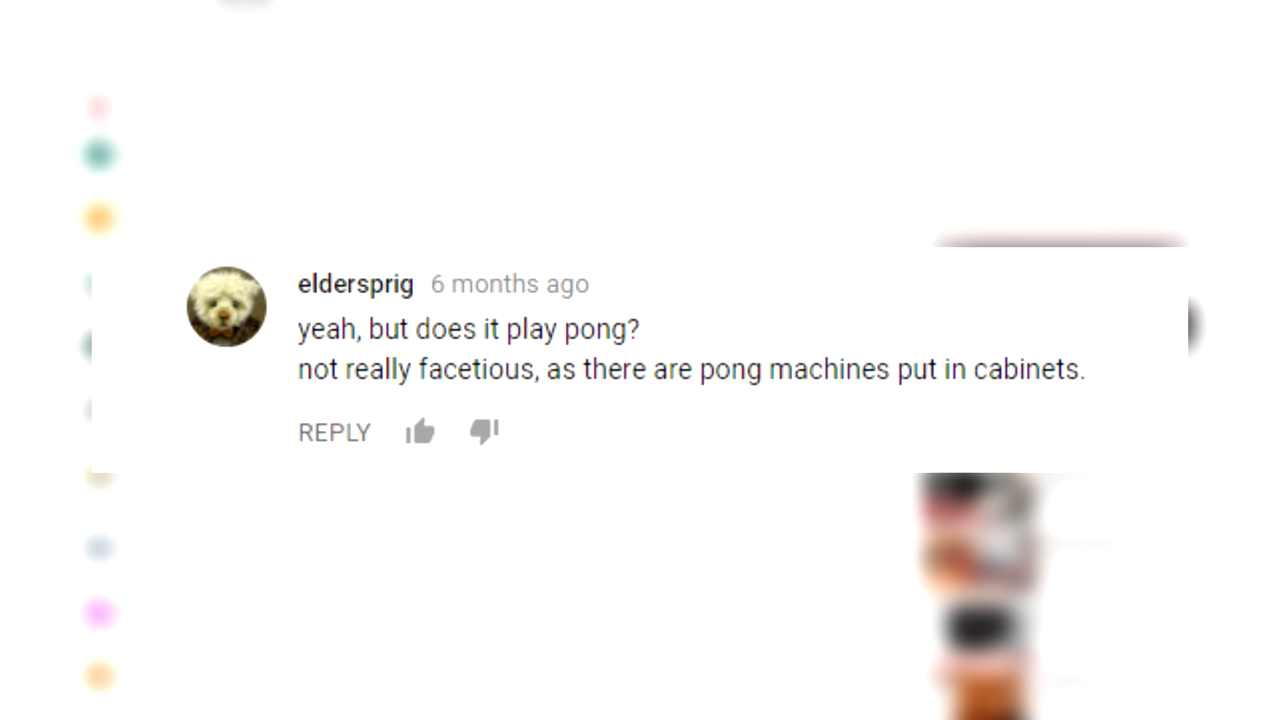 eldersprig 6 months ago
yeah, but does it play pong?
not really facetious, as there are pong machines put in cabinets.
REPLY